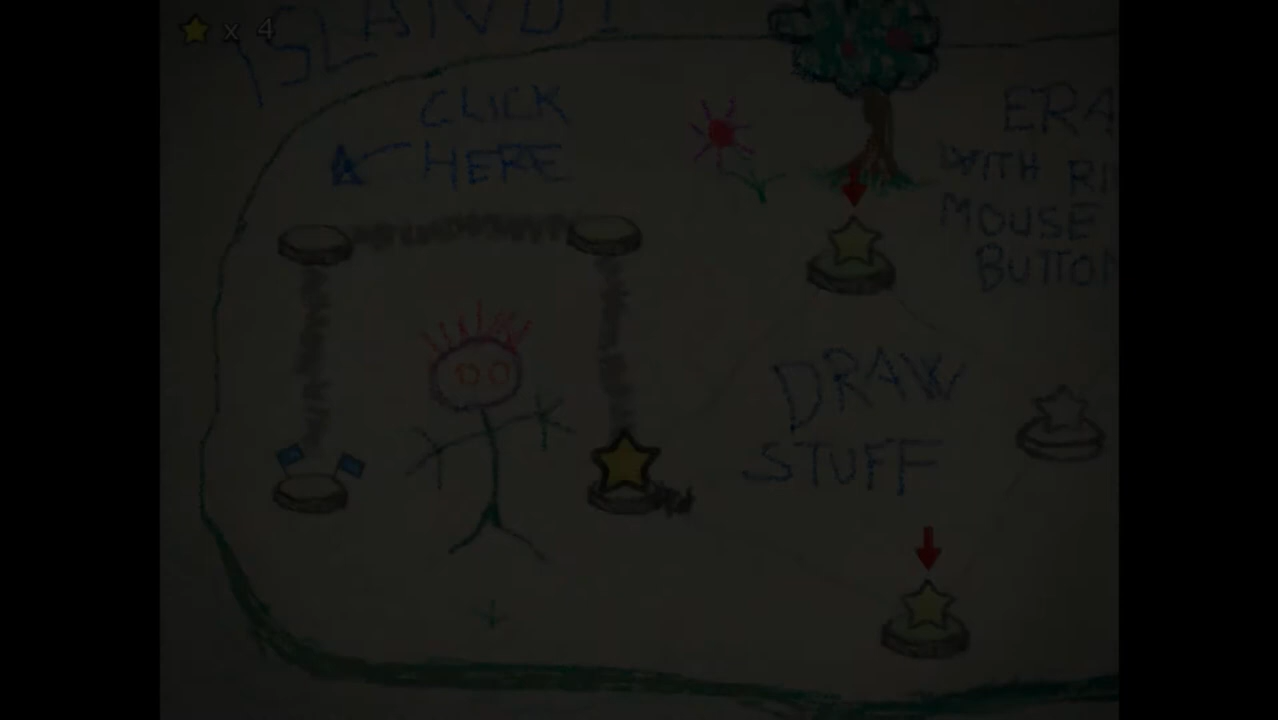 x 4
ISLAND!
CLICK
HERE
ERA
WITH RI
MOUSE
BUTTON
DRAW
STUFF